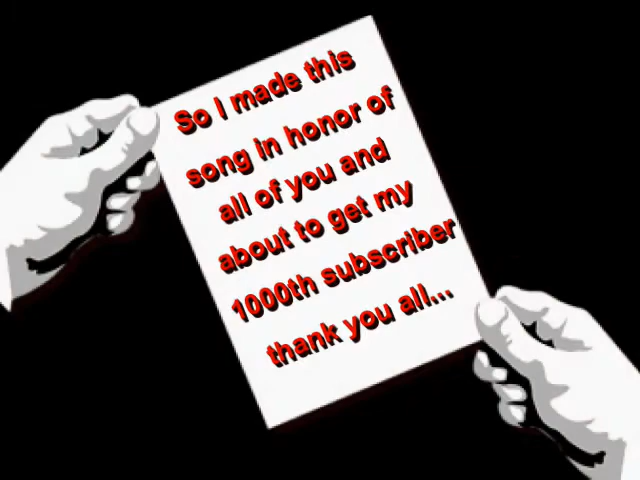 So I made this
song in honor of
all of you and
about to get my
1000th subscriber
thank you all...